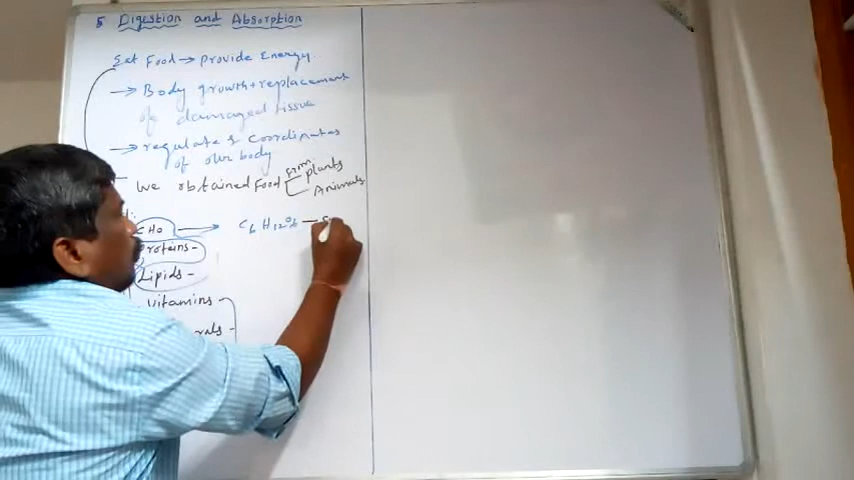 5 Digestion and Absorption
Eat Food → provide Energy
→ Body growth + replacement
of damaged tissue
→ regulate & coordinates
of our body
We obtained Food from plants
Animals
CHO → C6H12O6 —
Proteins -
Lipids -
Vitamins